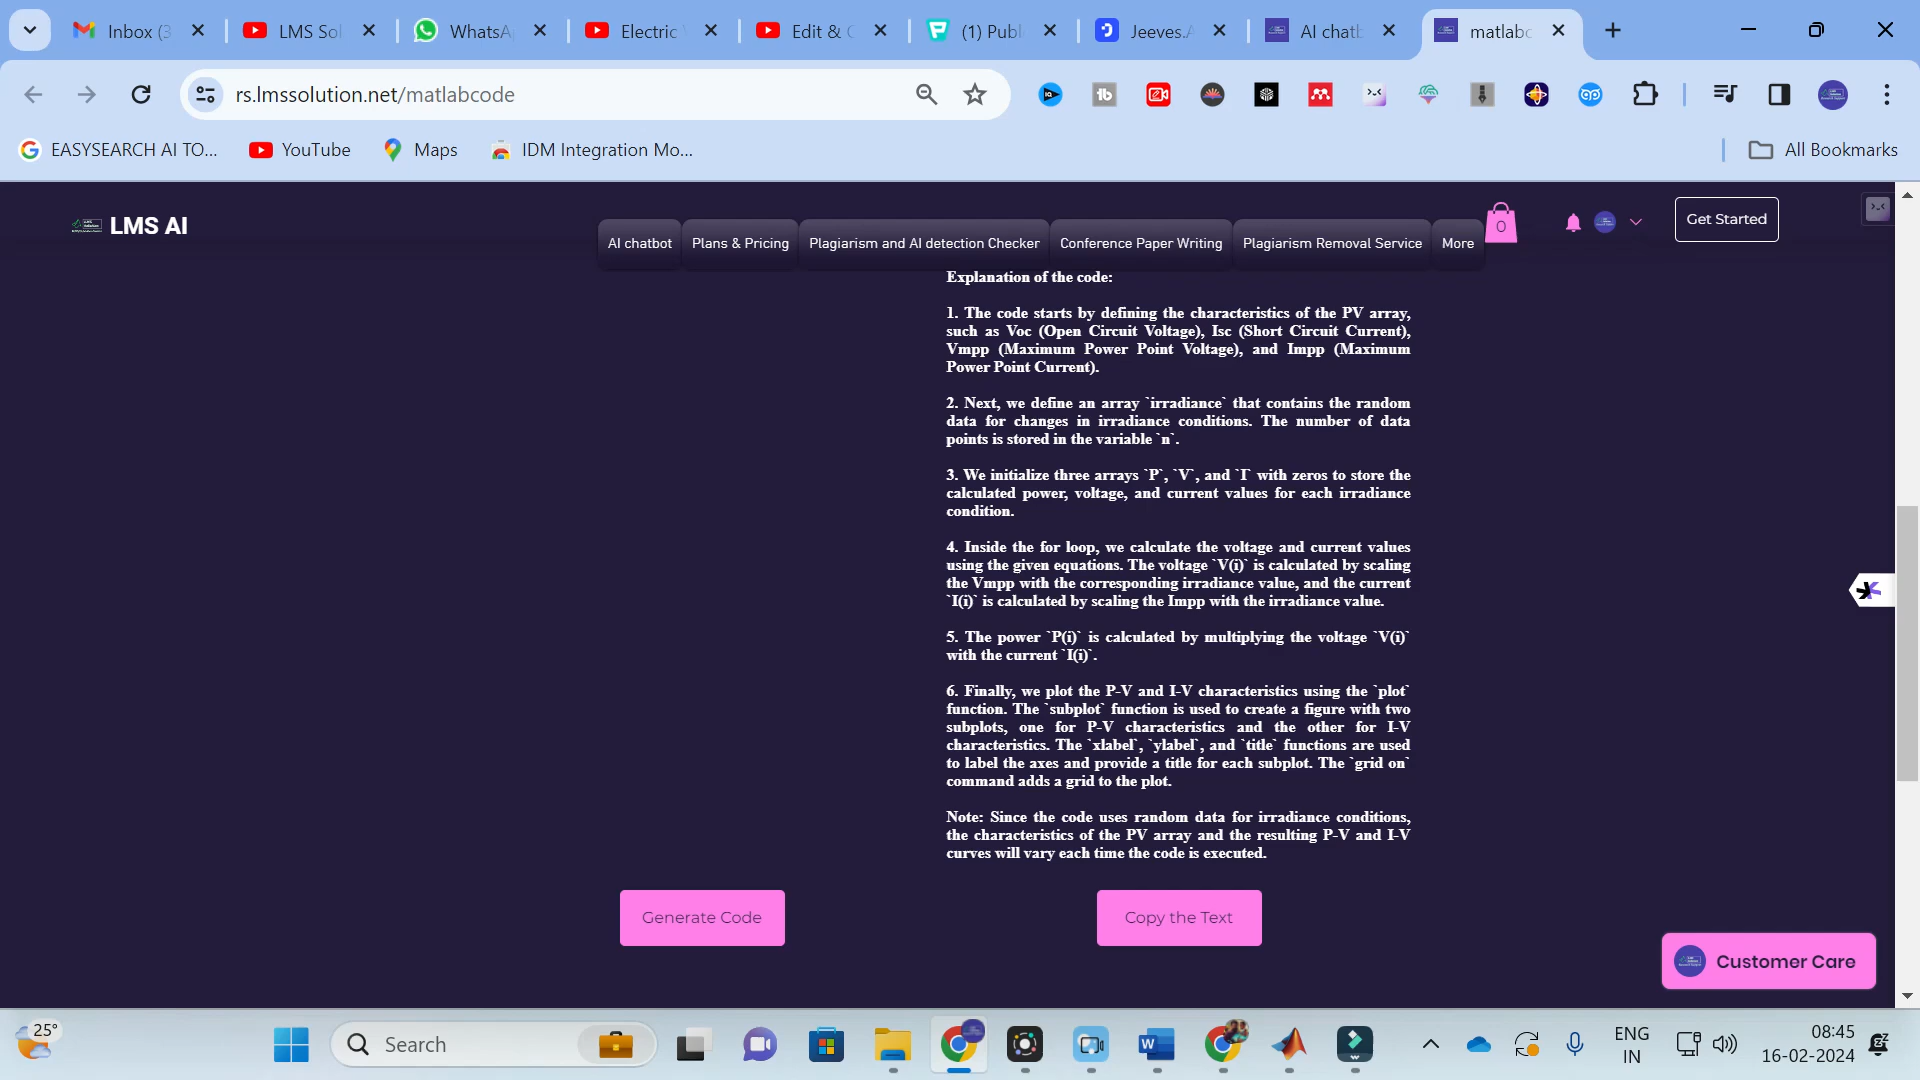 Inbox (3
LMS Sol
WhatsA
Electric
Edit & C
(1) Publ
Jeeves.A
AI chatb
matlabc
rs.lmssolution.net/matlabcode
EASYSEARCH AI TO...
YouTube
Maps
IDM Integration Mo...
All Bookmarks
LMS AI
AI chatbot
Plans & Pricing
Plagiarism and AI detection Checker
Conference Paper Writing
Plagiarism Removal Service
More
0
Get Started
Explanation of the code:
1. The code starts by defining the characteristics of the PV array,
such as Voc (Open Circuit Voltage), Isc (Short Circuit Current),
Vmpp (Maximum Power Point Voltage), and Impp (Maximum
Power Point Current).
2. Next, we define an array `irradiance` that contains the random
data for changes in irradiance conditions. The number of data
points is stored in the variable `n`.
3. We initialize three arrays `P`, `V`, and `I` with zeros to store the
calculated power, voltage, and current values for each irradiance
condition.
4. Inside the for loop, we calculate the voltage and current values
using the given equations. The voltage `V(i)` is calculated by scaling
the Vmpp with the corresponding irradiance value, and the current
`I(i)` is calculated by scaling the Impp with the irradiance value.
5. The power `P(i)` is calculated by multiplying the voltage `V(i)`
with the current `I(i)`.
6. Finally, we plot the P-V and I-V characteristics using the `plot`
function. The `subplot` function is used to create a figure with two
subplots, one for P-V characteristics and the other for I-V
characteristics. The `xlabel`, `ylabel`, and `title` functions are used
to label the axes and provide a title for each subplot. The `grid on`
command adds a grid to the plot.
Note: Since the code uses random data for irradiance conditions,
the characteristics of the PV array and the resulting P-V and I-V
curves will vary each time the code is executed.
Generate Code
Copy the Text
Customer Care
25°
Search
ENG
IN
08:45
16-02-2024